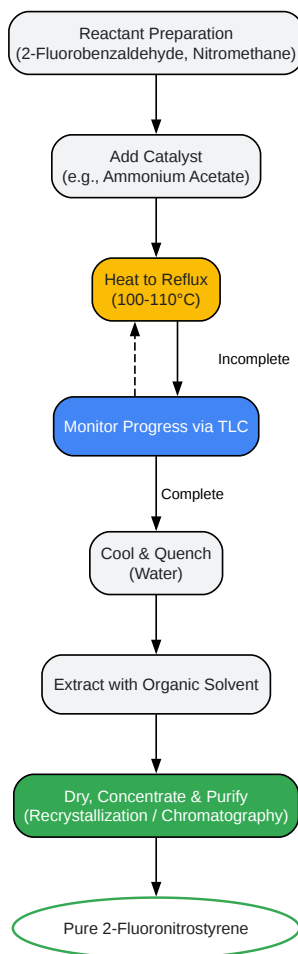 Reactant Preparation
(2-Fluorobenzaldehyde, Nitromethane)
Add Catalyst
(e.g., Ammonium Acetate)
Heat to Reflux
(100-110°C)
Incomplete
Monitor Progress via TLC
Complete
Cool & Quench
(Water)
Extract with Organic Solvent
Dry, Concentrate & Purify
(Recrystallization / Chromatography)
Pure 2-Fluoronitrostyrene